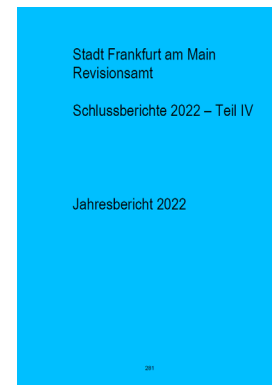 Stadt Frankfurt am Main
Revisionsamt
Schlussberichte 2022 – Teil IV
Jahresbericht 2022
261